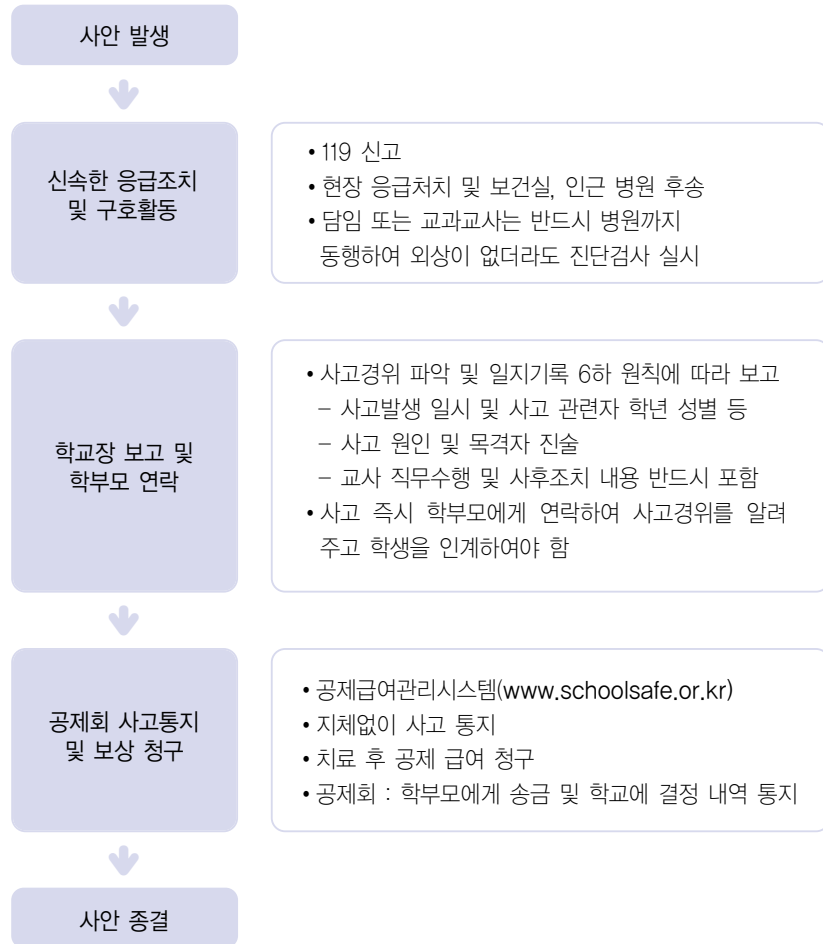 사안 발생
신속한 응급조치
및 구호활동
• 119 신고
• 현장 응급처치 및 보건실, 인근 병원 후송
• 담임 또는 교과교사는 반드시 병원까지
동행하여 외상이 없더라도 진단검사 실시
학교장 보고 및
학부모 연락
• 사고경위 파악 및 일지기록 6하 원칙에 따라 보고
– 사고발생 일시 및 사고 관련자 학년 성별 등
– 사고 원인 및 목격자 진술
– 교사 직무수행 및 사후조치 내용 반드시 포함
• 사고 즉시 학부모에게 연락하여 사고경위를 알려
주고 학생을 인계하여야 함
공제회 사고통지
및 보상 청구
• 공제급여관리시스템(www.schoolsafe.or.kr)
• 지체없이 사고 통지
• 치료 후 공제 급여 청구
• 공제회 : 학부모에게 송금 및 학교에 결정 내역 통지
사안 종결